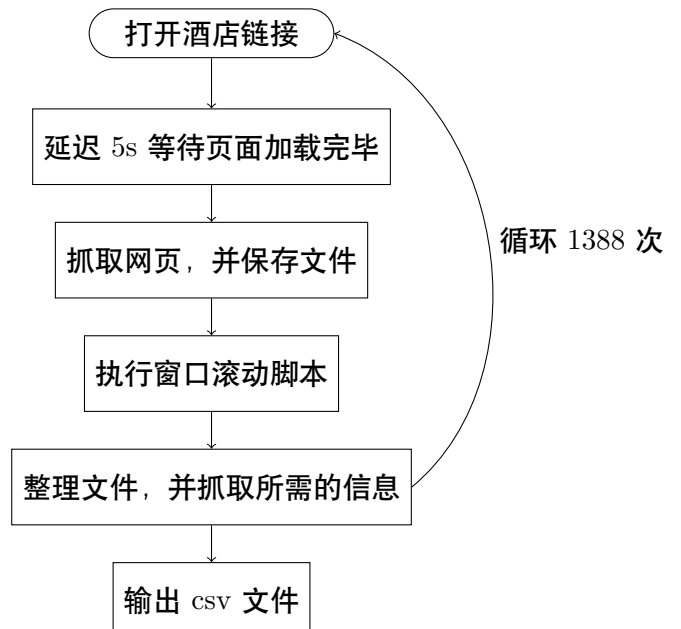 打开酒店链接
延迟 5s 等待页面加载完毕
抓取网页，并保存文件
循环 1388 次
执行窗口滚动脚本
整理文件，并抓取所需的信息
输出 csv 文件